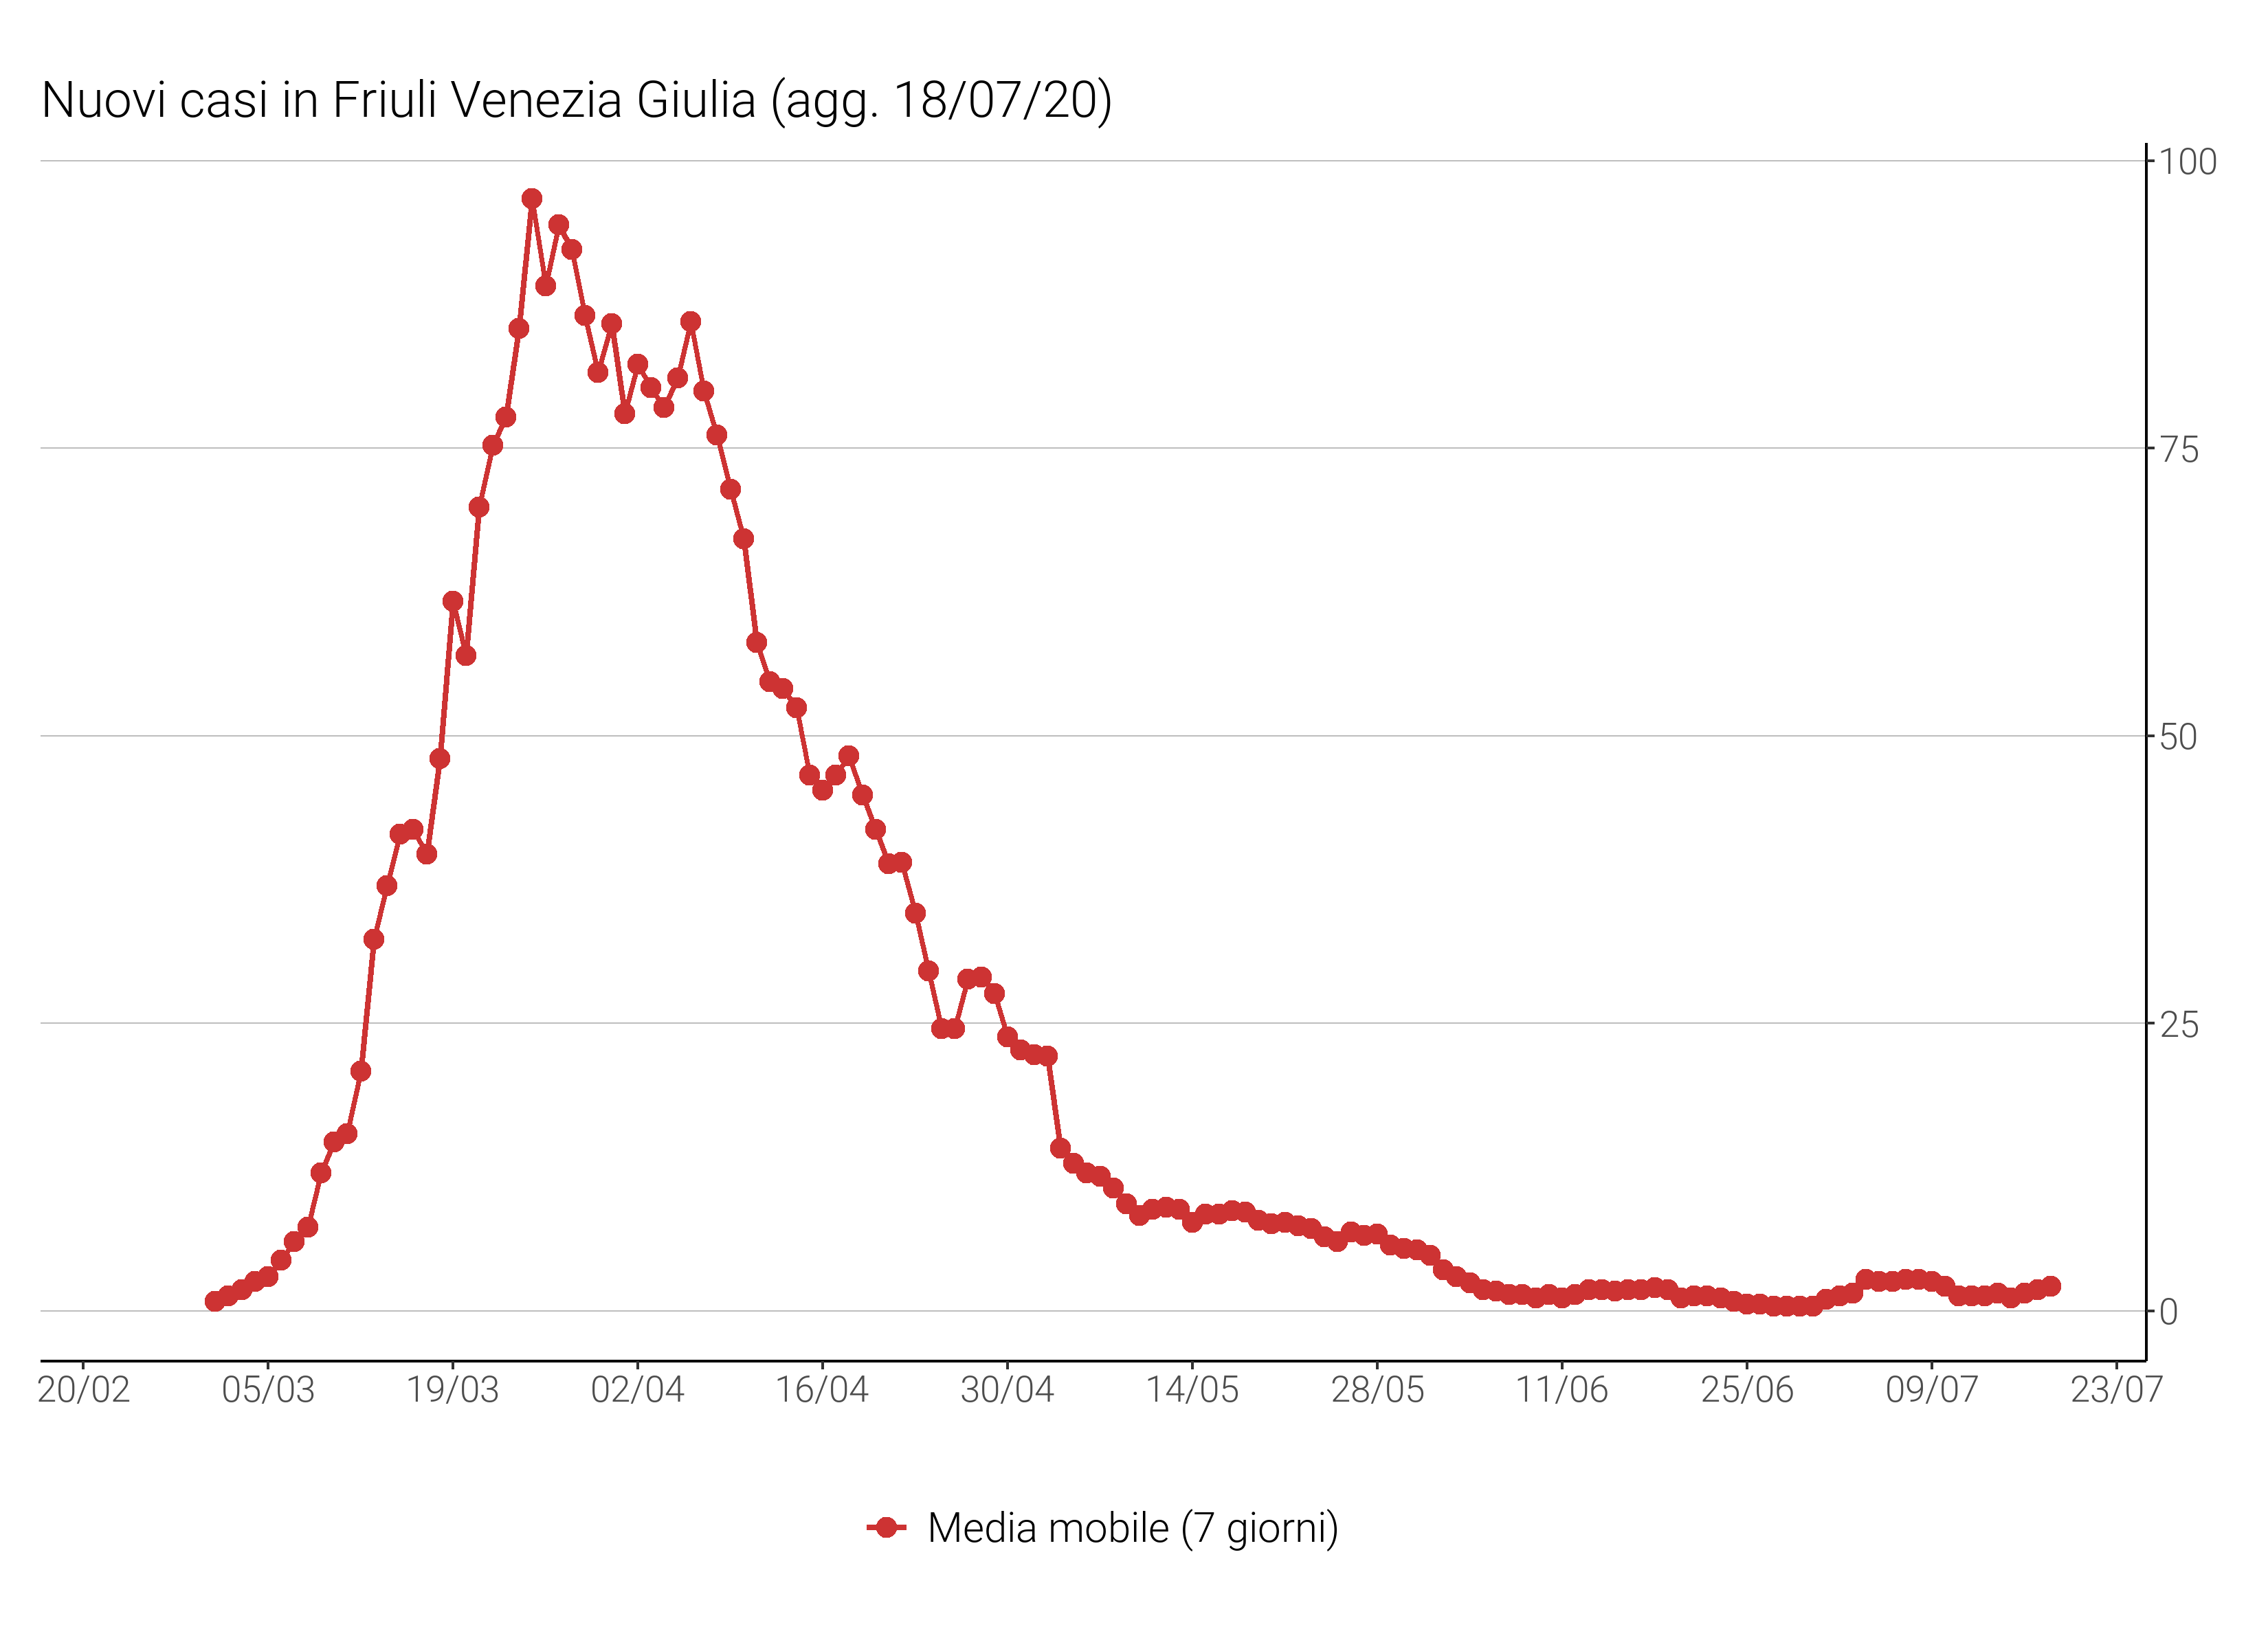 Nuovi casi in Friuli Venezia Giulia (agg. 18/07/20)
100
75
50
25
0
20/02 05/03 19/03 02/04 16/04 30/04 14/05 28/05 11/06 25/06 09/07 23/07
Media mobile (7 giorni)